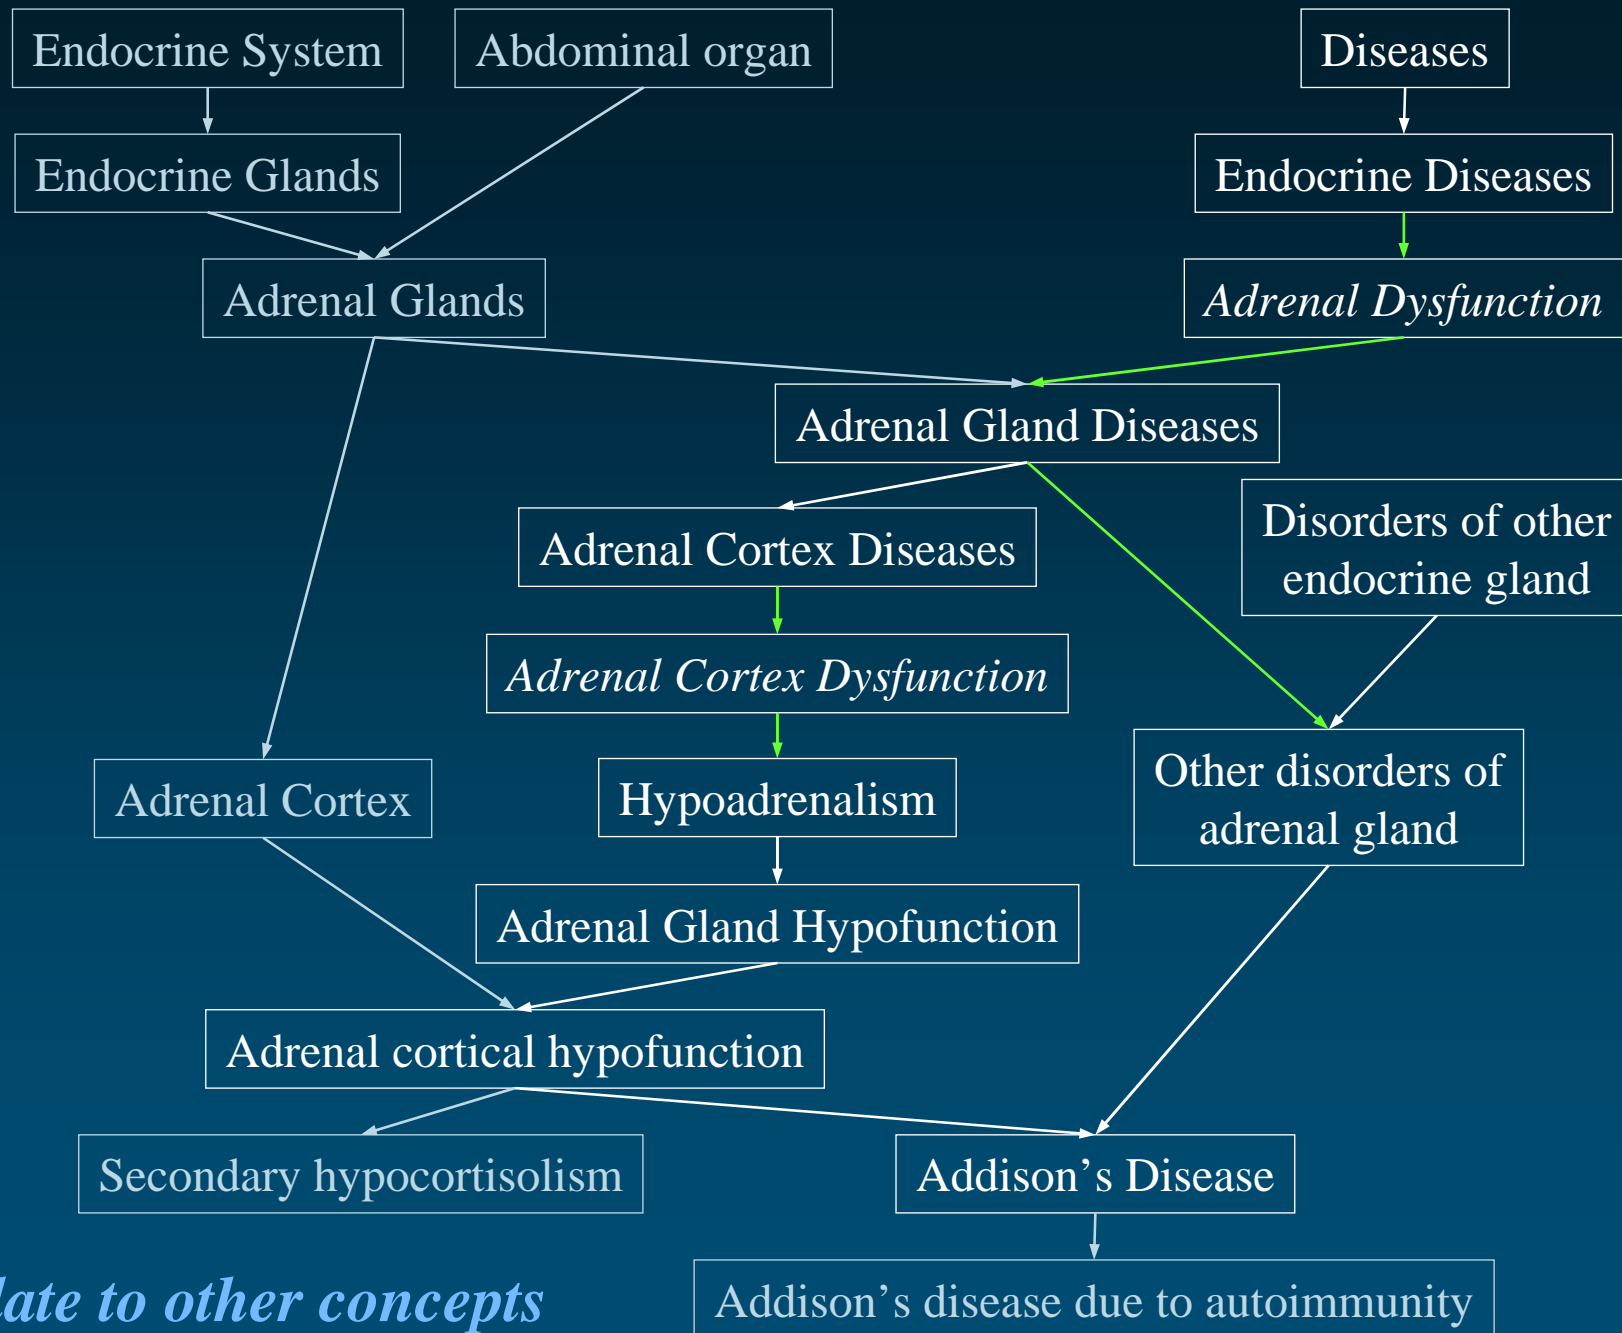 Endocrine System
Abdominal organ
Diseases
Endocrine Glands
Endocrine Diseases
Adrenal Glands
Adrenal Dysfunction
Adrenal Gland Diseases
Adrenal Cortex Diseases
Disorders of other
endocrine gland
Adrenal Cortex Dysfunction
Adrenal Cortex
Hypoadrenalism
Other disorders of
adrenal gland
Adrenal Gland Hypofunction
Adrenal cortical hypofunction
Secondary hypocortisolism
Addison’s Disease
to other concepts
Addison’s disease due to autoimmunity